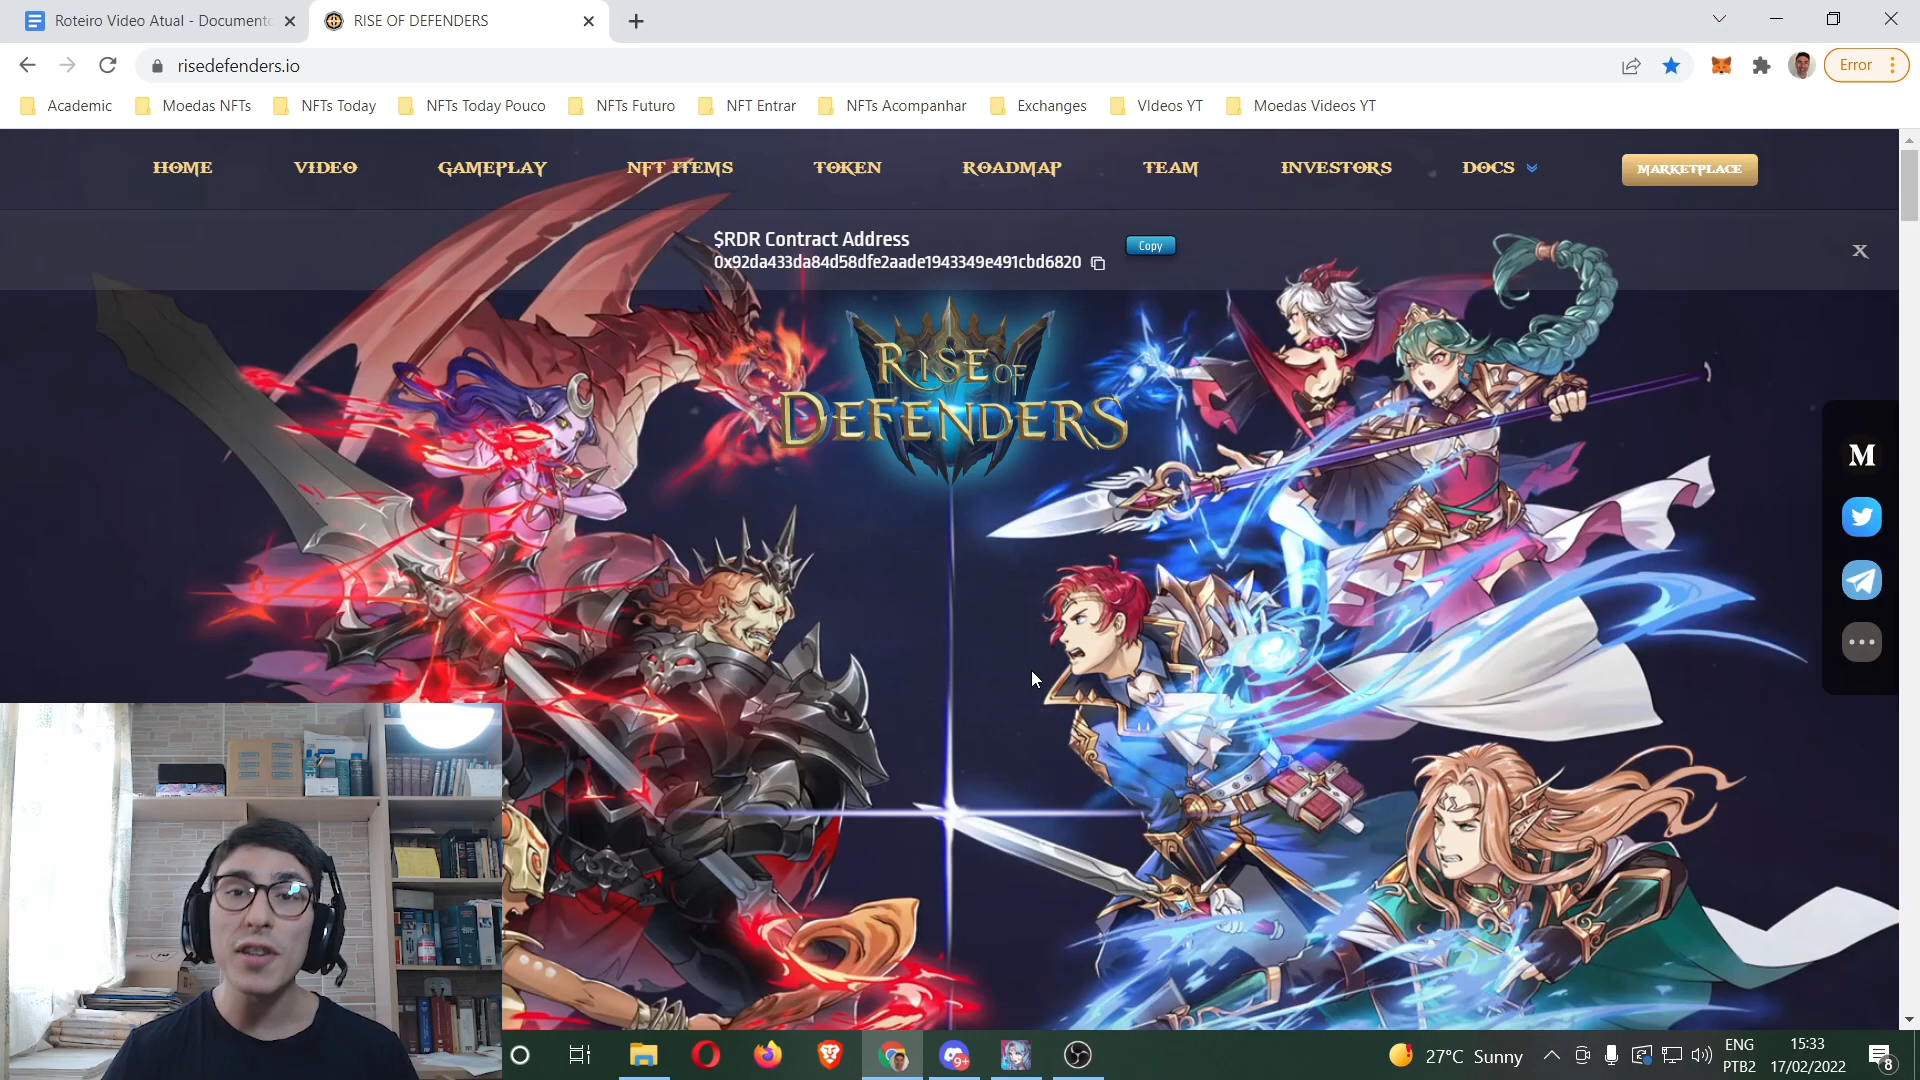 Roteiro Video Atual - Documento
RISE OF DEFENDERS
risedefenders.io
Error
Academic
Moedas NFTs
NFTs Today
NFTs Today Pouco
NFTs Futuro
NFT Entrar
NFTs Acompanhar
Exchanges
VIdeos YT
Moedas Videos YT
HOME
VIDEO
GAMEPLAY
NFT ITEMS
TOKEN
ROADMAP
TEAM
INVESTORS
DOCS
MARKETPLACE
$RDR Contract Address
0x92da433da84d58dfe2aade1943349e491cbd6820
Copy
X
RISE OF
DEFENDERS
M
9+
27°C Sunny
ENG
PTB2
15:33
17/02/2022
8